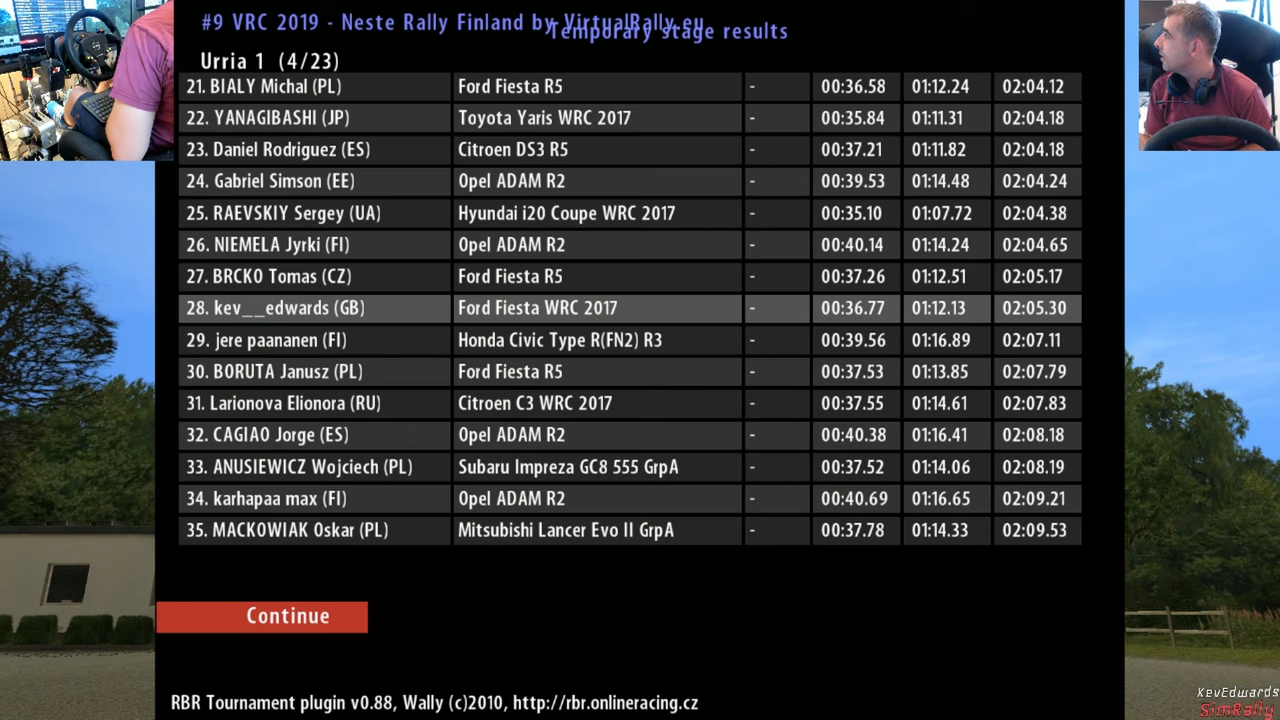 #9 VRC 2019 - Neste Rally Finland by VirtualRally.eu
Temporary stage results
Urria 1 (4/23)
21. BIALY Michal (PL) Ford Fiesta R5 - 00:36.58 01:12.24 02:04.12
22. YANAGIBASHI (JP) Toyota Yaris WRC 2017 - 00:35.84 01:11.31 02:04.18
23. Daniel Rodriguez (ES) Citroen DS3 R5 - 00:37.21 01:11.82 02:04.18
24. Gabriel Simson (EE) Opel ADAM R2 - 00:39.53 01:14.48 02:04.24
25. RAEVSKIY Sergey (UA) Hyundai i20 Coupe WRC 2017 - 00:35.10 01:07.72 02:04.38
26. NIEMELA Jyrki (FI) Opel ADAM R2 - 00:40.14 01:14.24 02:04.65
27. BRCKO Tomas (CZ) Ford Fiesta R5 - 00:37.26 01:12.51 02:05.17
28. kev__edwards (GB) Ford Fiesta WRC 2017 - 00:36.77 01:12.13 02:05.30
29. jere paananen (FI) Honda Civic Type R(FN2) R3 - 00:39.56 01:16.89 02:07.11
30. BORUTA Janusz (PL) Ford Fiesta R5 - 00:37.53 01:13.85 02:07.79
31. Larionova Elionora (RU) Citroen C3 WRC 2017 - 00:37.55 01:14.61 02:07.83
32. CAGIAO Jorge (ES) Opel ADAM R2 - 00:40.38 01:16.41 02:08.18
33. ANUSIEWICZ Wojciech (PL) Subaru Impreza GC8 555 GrpA - 00:37.52 01:14.06 02:08.19
34. karhapaa max (FI) Opel ADAM R2 - 00:40.69 01:16.65 02:09.21
35. MACKOWIAK Oskar (PL) Mitsubishi Lancer Evo II GrpA - 00:37.78 01:14.33 02:09.53
Continue
RBR Tournament plugin v0.88, Wally (c)2010, http://rbr.onlineracing.cz
KevEdwards
SimRally